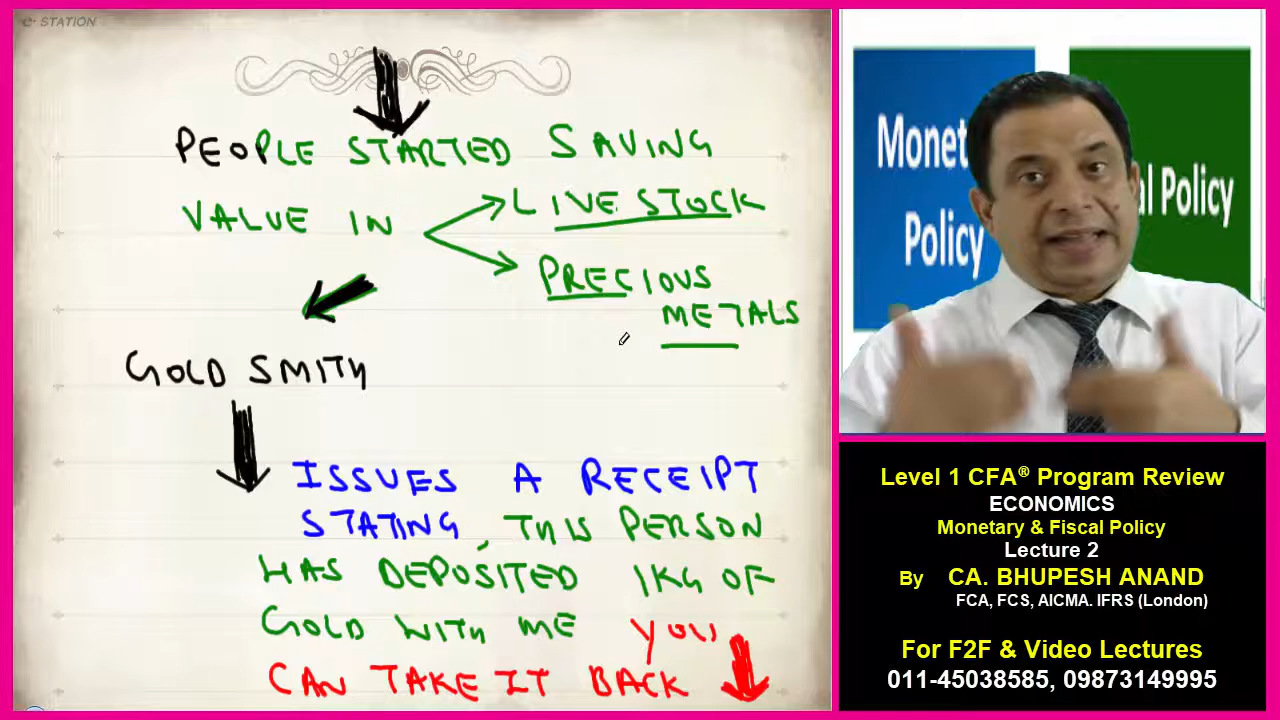 e- STATION
PEOPLE STARTED SAVING
VALUE IN
LIVE STOCK
PRECIOUS
METALS
GOLD SMITH
ISSUES A RECEIPT
STATING, THIS PERSON
HAS DEPOSITED 1KG OF
GOLD WITH ME YOU
CAN TAKE IT BACK
Policy
al Policy
Level 1 CFA® Program Review
ECONOMICS
Monetary & Fiscal Policy
Lecture 2
By CA. BHUPESH ANAND
FCA, FCS, AICMA. IFRS (London)
For F2F & Video Lectures
011-45038585, 09873149995